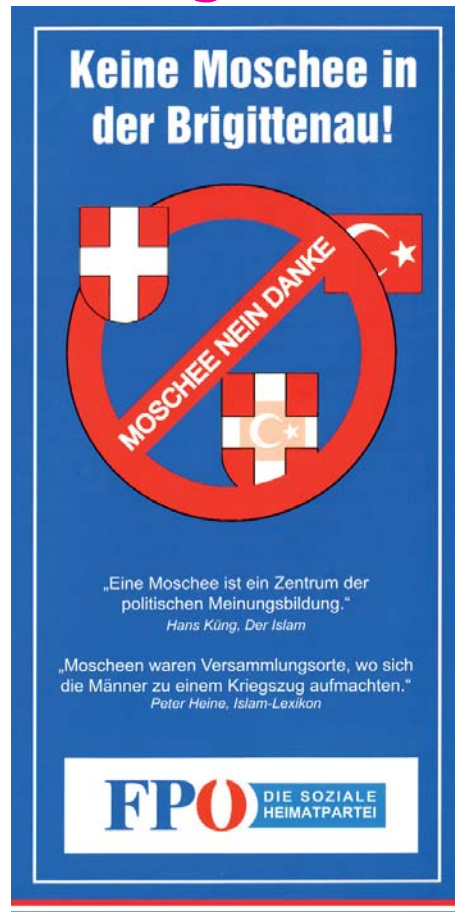 Keine Moschee in
der Brigittenau!
MOSCHEE NEIN DANKE
„Eine Moschee ist ein Zentrum der
politischen Meinungsbildung.“
Hans Küng, Der Islam
„Moscheen waren Versammlungsorte, wo sich
die Männer zu einem Kriegszug aufmachten.“
Peter Heine, Islam-Lexikon
FPÖ DIE SOZIALE
HEIMATPARTEI